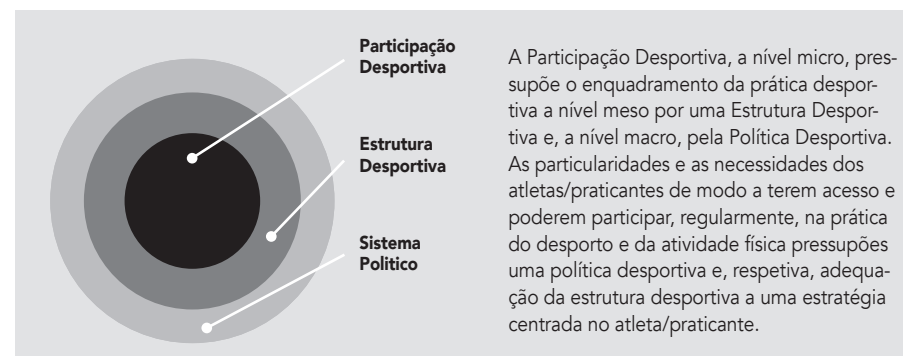 Participação
Desportiva
Estrutura
Desportiva
Sistema
Politico
A Participação Desportiva, a nível micro, pres-
supõe o enquadramento da prática despor-
tiva a nível meso por uma Estrutura Despor-
tiva e, a nível macro, pela Política Desportiva.
As particularidades e as necessidades dos
atletas/praticantes de modo a terem acesso e
poderem participar, regularmente, na prática
do desporto e da atividade física pressupões
uma política desportiva e, respetiva, adequa-
ção da estrutura desportiva a uma estratégia
centrada no atleta/praticante.